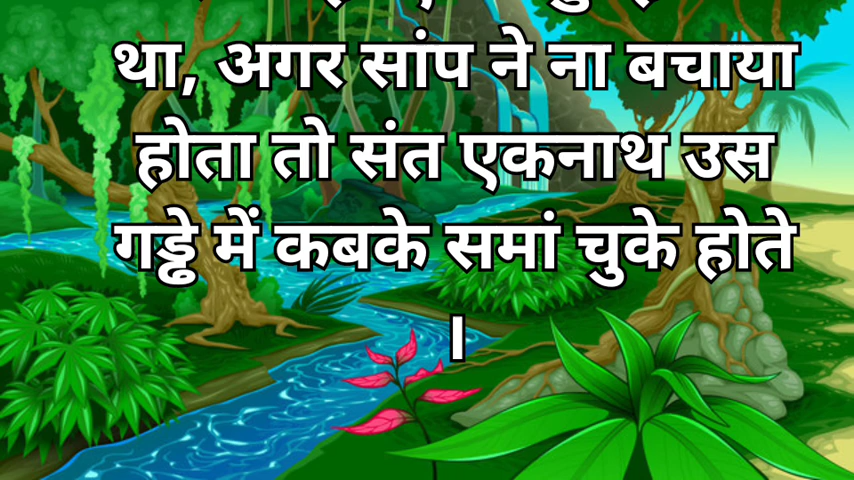 था, अगर सांप ने ना बचाया
होता तो संत एकनाथ उस
गड्ढे में कबके समां चुके होते
।